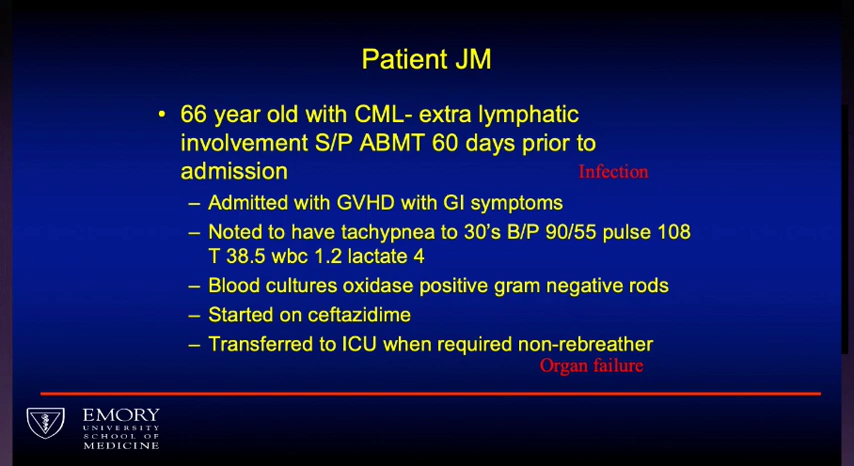 Patient JM
• 66 year old with CML- extra lymphatic
involvement S/P ABMT 60 days prior to
admission
Infection
– Admitted with GVHD with GI symptoms
– Noted to have tachypnea to 30's B/P 90/55 pulse 108
T 38.5 wbc 1.2 lactate 4
– Blood cultures oxidase positive gram negative rods
– Started on ceftazidime
– Transferred to ICU when required non-rebreather
Organ failure
EMORY
UNIVERSITY
SCHOOL OF
MEDICINE